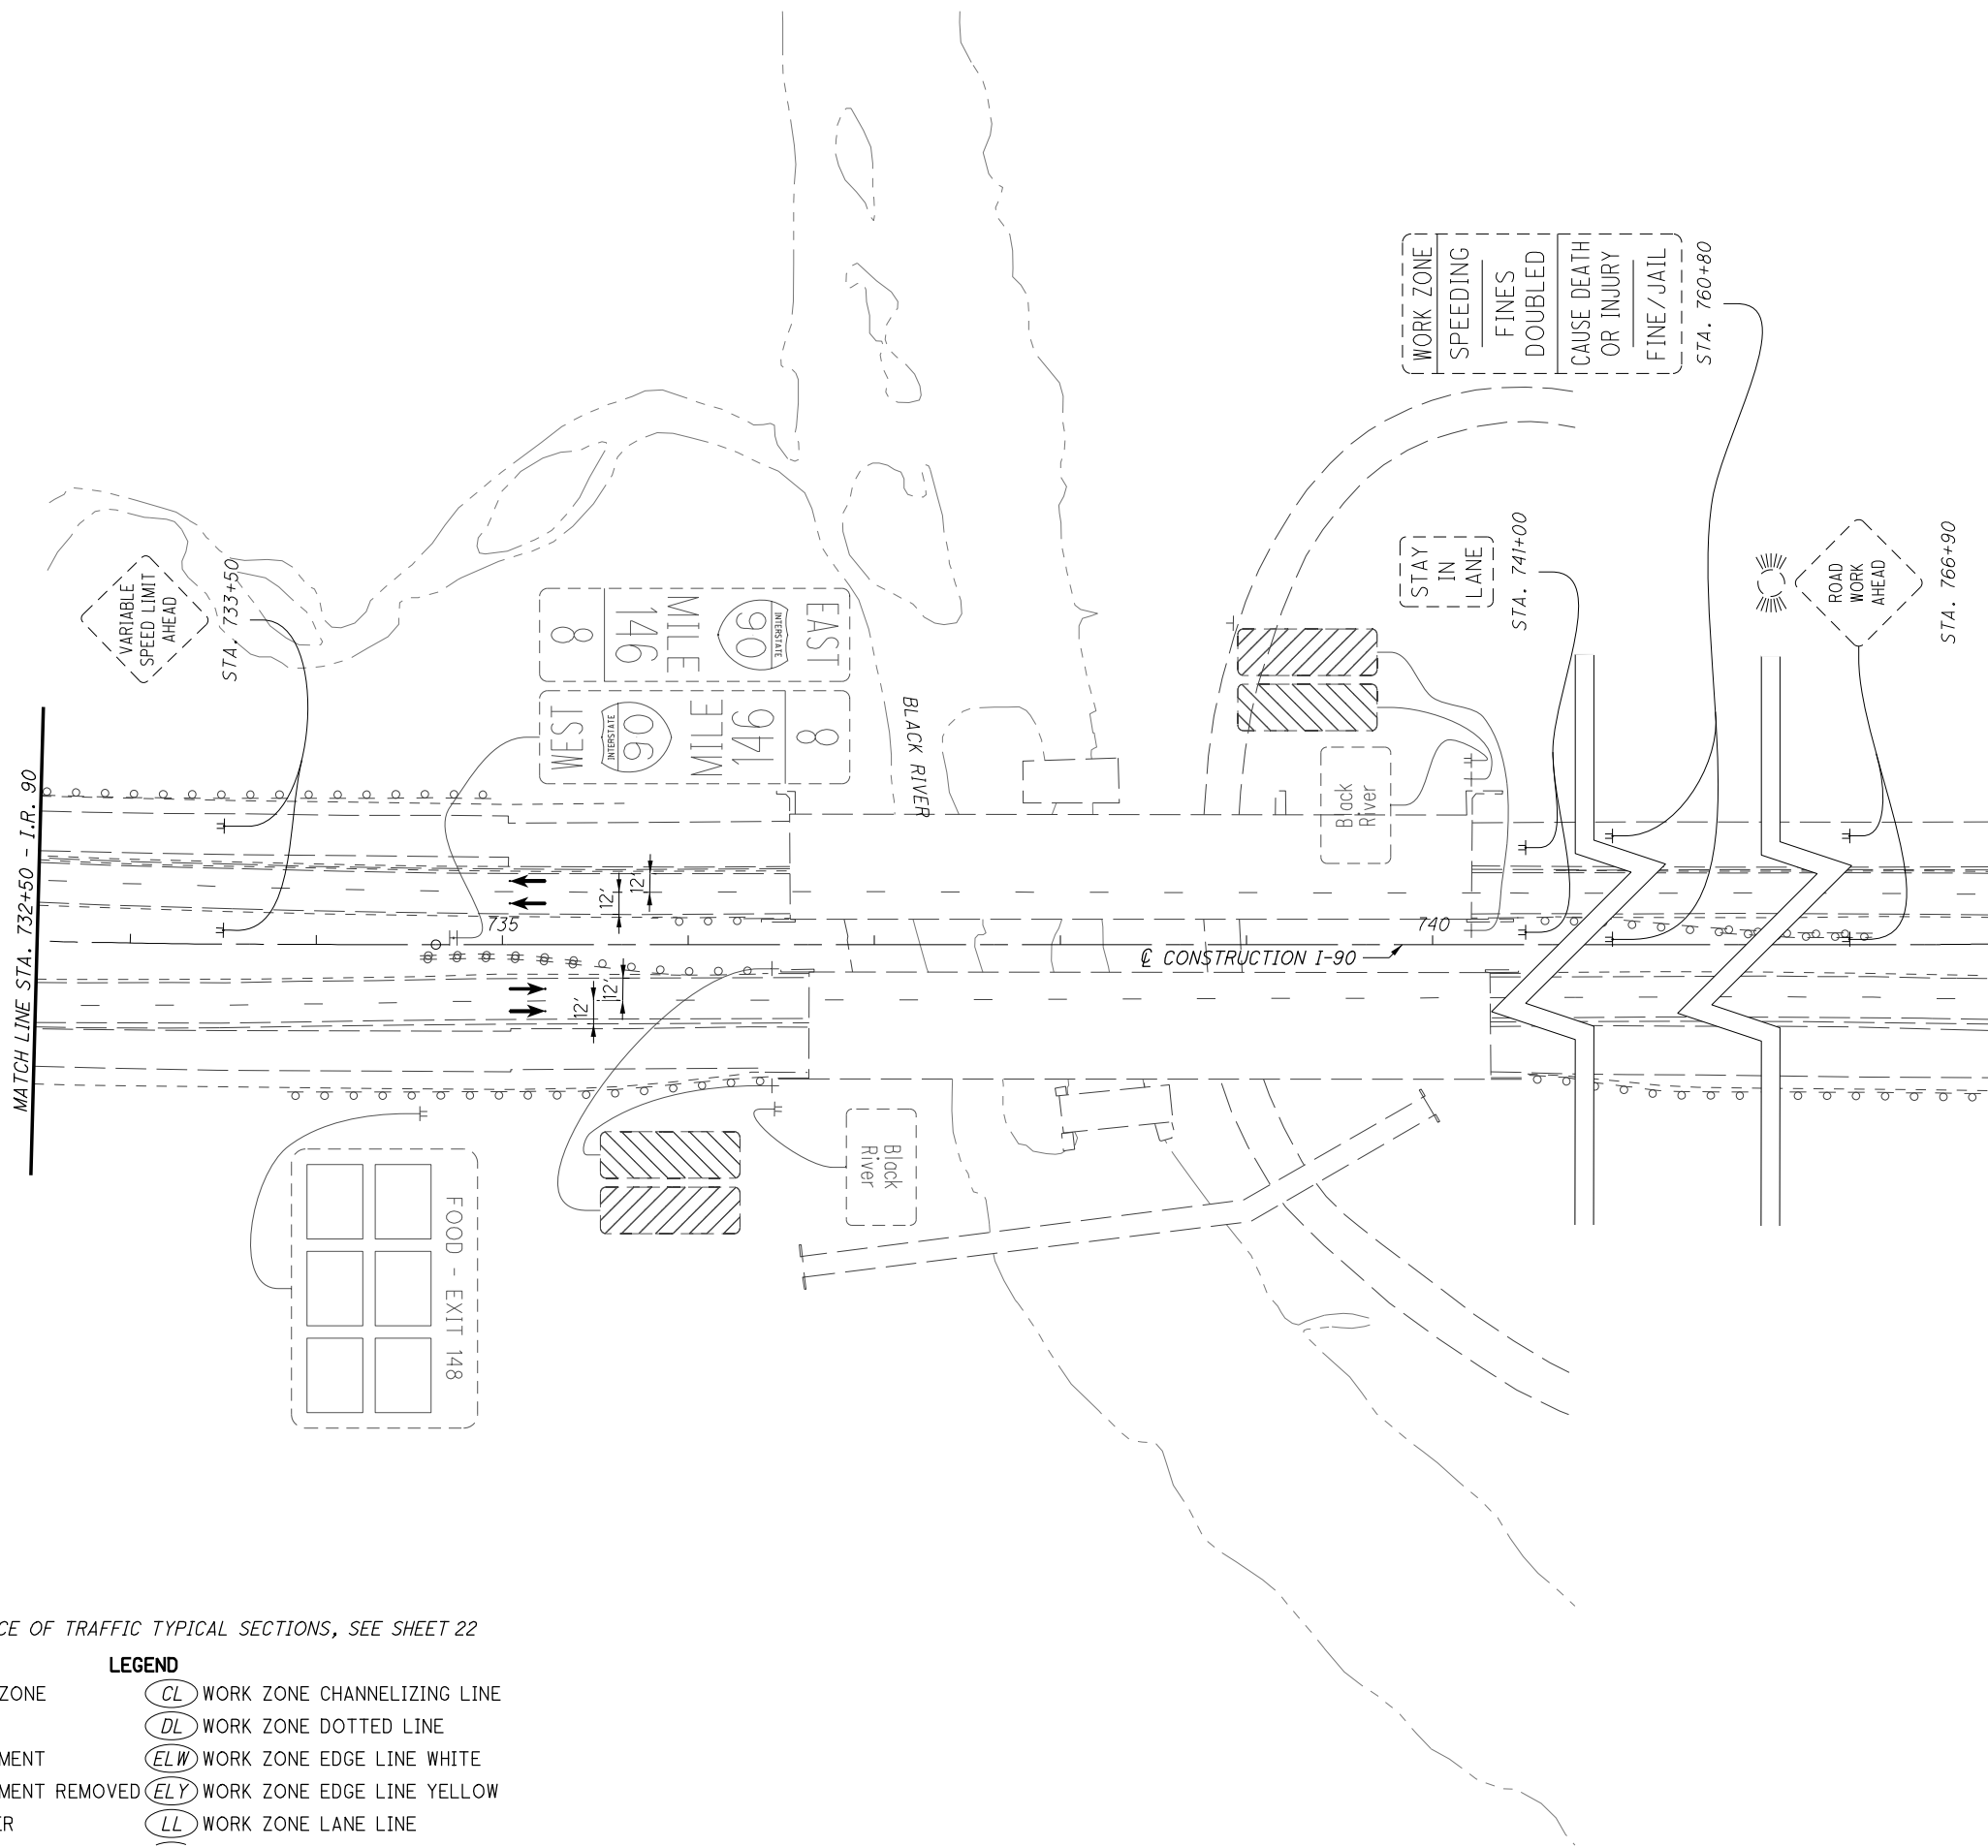 WORK ZONE
SPEEDING
FINES
DOUBLED
CAUSE DEATH
OR INJURY
FINE/JAIL
STA. 760+80
STAY
IN
LANE
STA. 741+00
ROAD
WORK
AHEAD
STA. 766+90
VARIABLE
SPEED LIMIT
AHEAD
STA. 733+50
EAST
INTERSTATE
90
MILE
146
8
WEST
INTERSTATE
90
MILE
146
8
BLACK RIVER
Black
River
MATCH LINE STA. 732+50 - I.R. 90
12'
12'
735
740
℄ CONSTRUCTION I-90
12'
12'
Black
River
FOOD - EXIT 148
CE OF TRAFFIC TYPICAL SECTIONS, SEE SHEET 22
LEGEND
ZONE
CL WORK ZONE CHANNELIZING LINE
DL WORK ZONE DOTTED LINE
MENT
ELW WORK ZONE EDGE LINE WHITE
MENT REMOVED
ELY WORK ZONE EDGE LINE YELLOW
ER
LL WORK ZONE LANE LINE